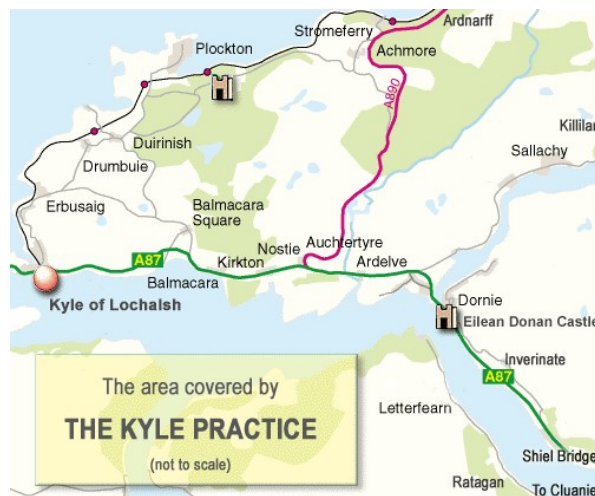 Ardnarff
Stromeferry
Achmore
Plockton
A890
Killilan
Duirinish
Sallachy
Drumbuie
Balmacara
Square
Erbusaig
Nostie
Auchtertyre
A87
Kirkton
Ardelve
Balmacara
Kyle of Lochalsh
Dornie
Eilean Donan Castle
Inverinate
A87
The area covered by
THE KYLE PRACTICE
(not to scale)
Letterfearn
Shiel Bridge
Ratagan
To Cluanie